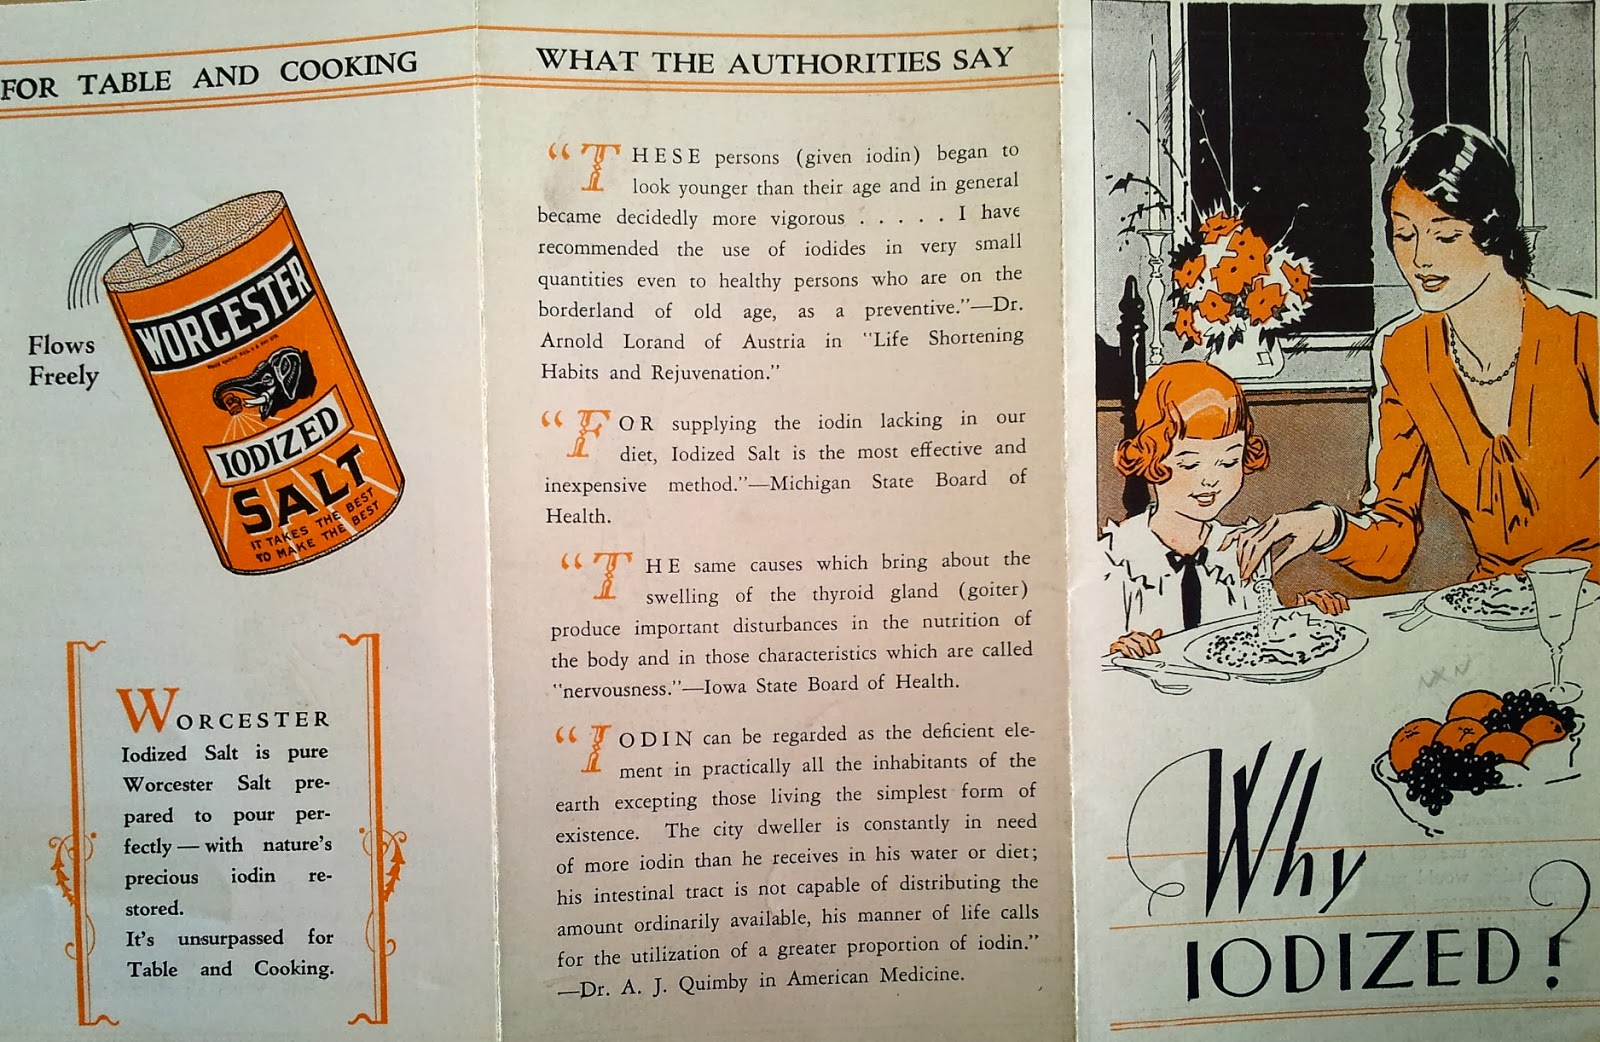 FOR TABLE AND COOKING
WORCESTER
IODIZED
SALT
IT TAKES THE BEST
TO MAKE THE BEST
Flows
Freely
WORCESTER
Iodized Salt is pure
Worcester Salt pre-
pared to pour per-
fectly — with nature's
precious iodin re-
stored.
It's unsurpassed for
Table and Cooking.
WHAT THE AUTHORITIES SAY
“THESE persons (given iodin) began to
look younger than their age and in general
became decidedly more vigorous . . . . . I have
recommended the use of iodides in very small
quantities even to healthy persons who are on the
borderland of old age, as a preventive.”—Dr.
Arnold Lorand of Austria in “Life Shortening
Habits and Rejuvenation.”
“FOR supplying the iodin lacking in our
diet, Iodized Salt is the most effective and
inexpensive method.”—Michigan State Board of
Health.
“THE same causes which bring about the
swelling of the thyroid gland (goiter)
produce important disturbances in the nutrition of
the body and in those characteristics which are called
“nervousness.”—Iowa State Board of Health.
“IODIN can be regarded as the deficient ele-
ment in practically all the inhabitants of the
earth excepting those living the simplest form of
existence. The city dweller is constantly in need
of more iodin than he receives in his water or diet;
his intestinal tract is not capable of distributing the
amount ordinarily available, his manner of life calls
for the utilization of a greater proportion of iodin.”
—Dr. A. J. Quimby in American Medicine.
Why
IODIZED?